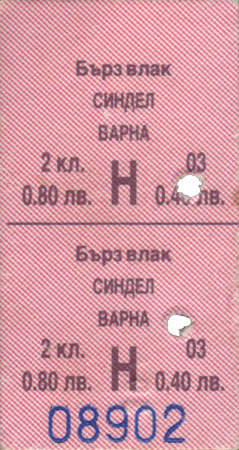 Бърз влак
СИНДЕЛ
ВАРНА
2 кл. Н 03
0.80 лв. 0.40 лв.
Бърз влак
СИНДЕЛ
ВАРНА
2 кл. Н 03
0.80 лв. 0.40 лв.
08902